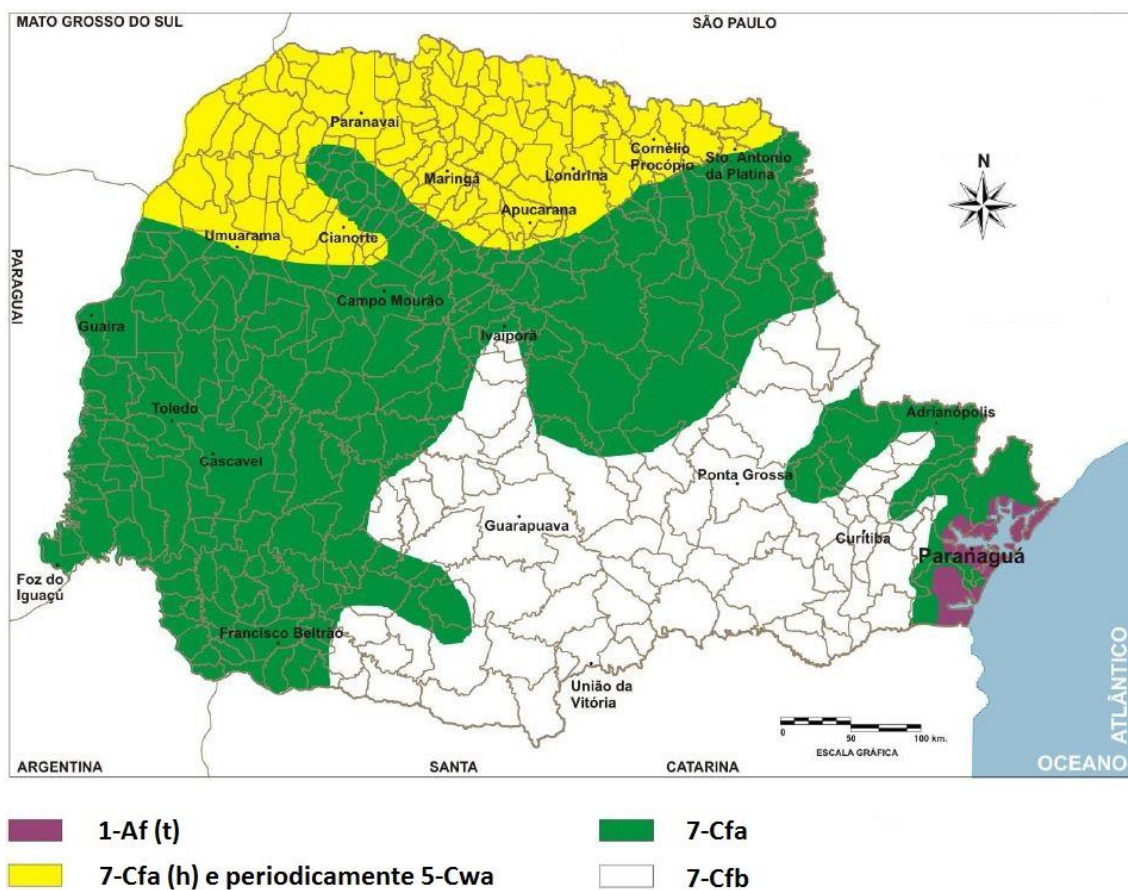 MATO GROSSO DO SUL
SÃO PAULO
Paranavaí
Cornélio
Procópio
Sto. Antonio
da Platina
Maringá
Londrina
Apucarana
N
Umuarama
Cianorte
PARAGUAI
Campo Mourão
Guaíra
Ivaiporã
Toledo
Adrianópolis
Cascavel
Ponta Grossa
Guarapuava
Curitiba
Paranaguá
Foz do
Iguaçú
Francisco Beltrão
União da
Vitória
0 50 100 km.
ESCALA GRÁFICA
ATLÂNTICO
OCEANO
ARGENTINA
SANTA
CATARINA
1-Af (t)
7-Cfa
7-Cfa (h) e periodicamente 5-Cwa
7-Cfb